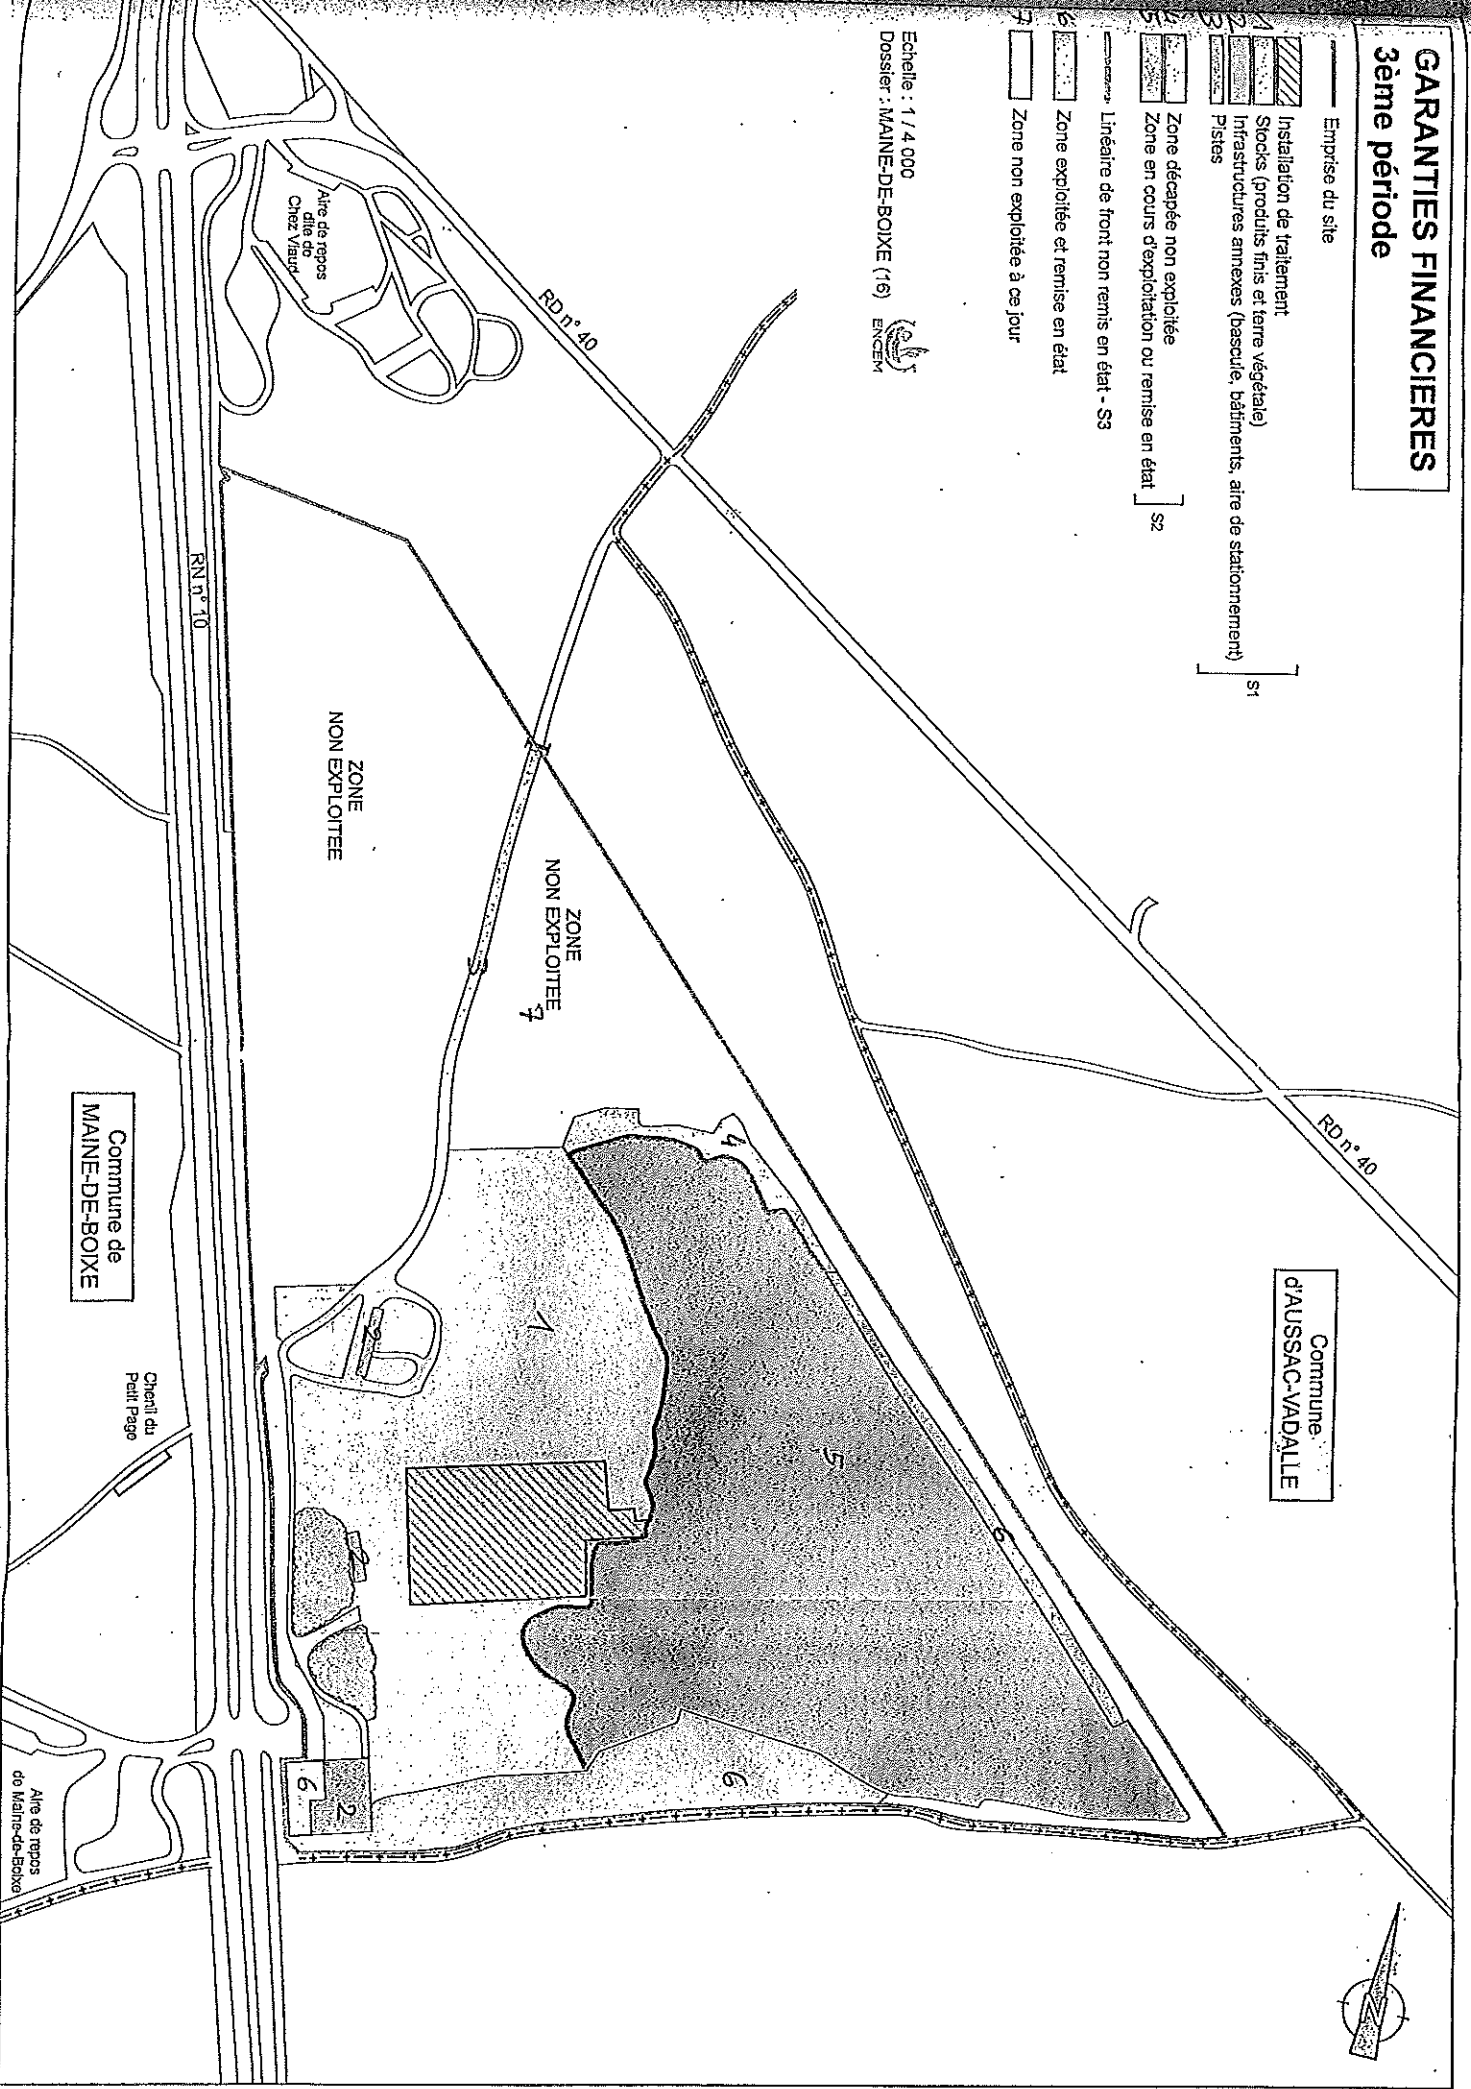 GARANTIES FINANCIERES
3ème période
Emprise du site
1
Installation de traitement
Stocks (produits finis et terre végétale)
2 Infrastructures annexes (bascule, bâtiments, aire de stationnement)
3 Pistes
S1
4 Zone décapée non exploitée
5 Zone en cours d'exploitation ou remise en état
S2
Linéaire de front non remis en état - S3
6 Zone exploitée et remise en état
7 Zone non exploitée à ce jour
Echelle : 1 / 4 000
Dossier : MAINE-DE-BOIXE (16)
ENCEM
Aire de repos
dite de
Chez Viaud
RD n° 40
RN n° 10
ZONE
NON EXPLOITEE
ZONE
NON EXPLOITEE
7
RD n° 40
Commune
d'AUSSAC-VADALLE
Commune de
MAINE-DE-BOIXE
Chenil du
Petit Page
4
5
6
1
2
2
6
2
6
Aire de repos
de Maine-de-Boixe
N